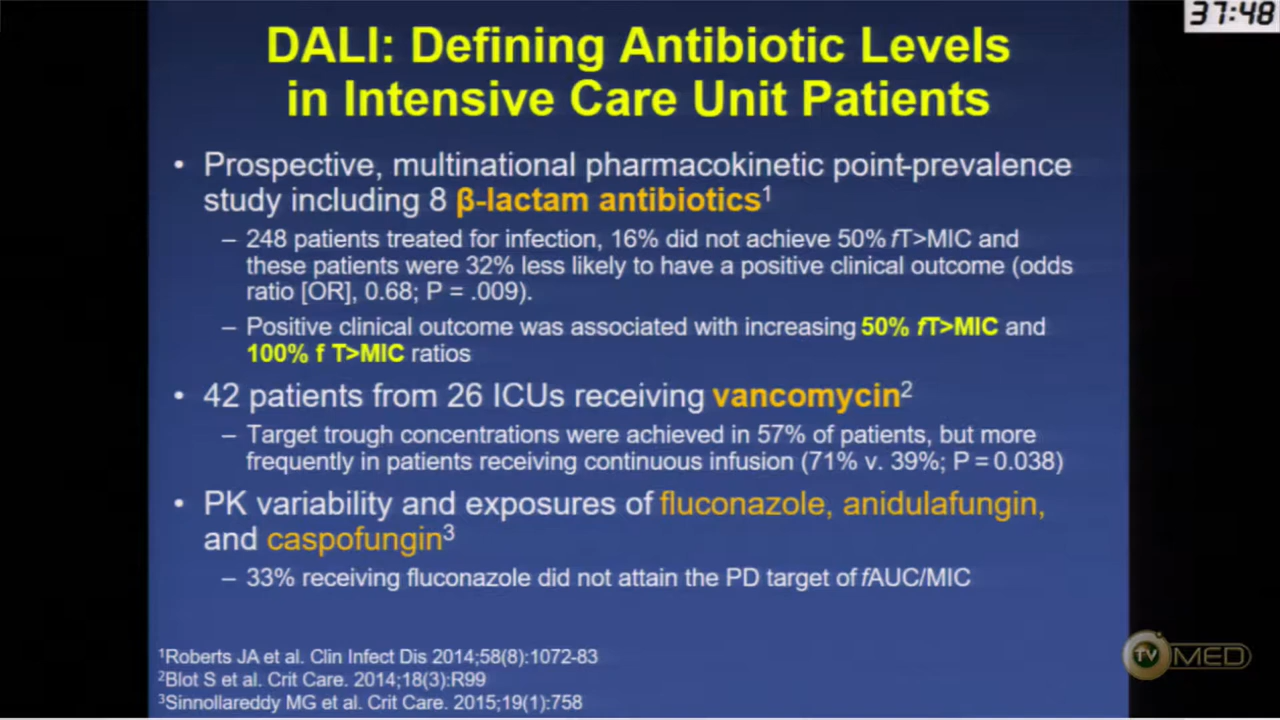 37:48
DALI: Defining Antibiotic Levels
in Intensive Care Unit Patients
• Prospective, multinational pharmacokinetic point-prevalence
study including 8 β-lactam antibiotics¹
– 248 patients treated for infection, 16% did not achieve 50% fT>MIC and
these patients were 32% less likely to have a positive clinical outcome (odds
ratio [OR], 0.68; P = .009).
– Positive clinical outcome was associated with increasing 50% fT>MIC and
100% f T>MIC ratios
• 42 patients from 26 ICUs receiving vancomycin²
– Target trough concentrations were achieved in 57% of patients, but more
frequently in patients receiving continuous infusion (71% v. 39%; P = 0.038)
• PK variability and exposures of fluconazole, anidulafungin,
and caspofungin³
– 33% receiving fluconazole did not attain the PD target of fAUC/MIC
¹Roberts JA et al. Clin Infect Dis 2014;58(8):1072-83
²Blot S et al. Crit Care. 2014;18(3):R99
³Sinnollareddy MG et al. Crit Care. 2015;19(1):758
TV MED